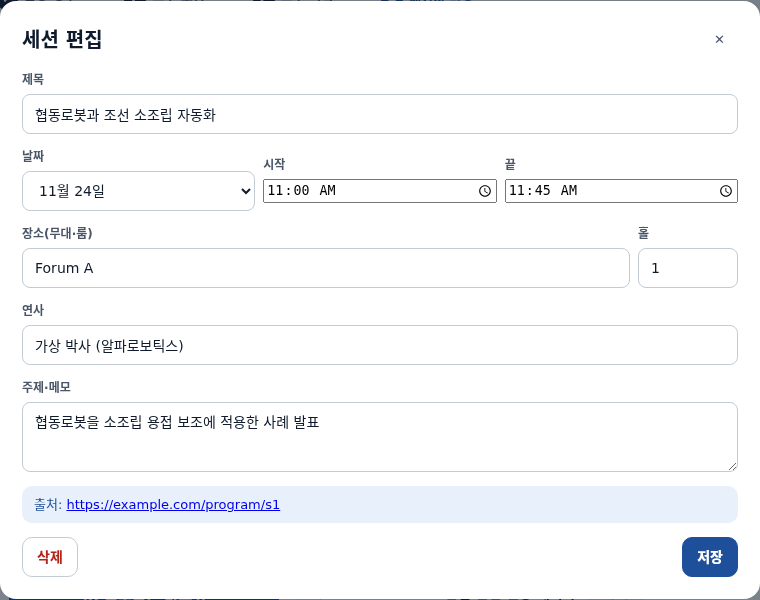 세션 편집
×
제목
협동로봇과 조선 소조립 자동화
날짜
시작
끝
11월 24일
11:00 AM
11:45 AM
장소(무대·룸)
홀
Forum A
1
연사
가상 박사 (알파로보틱스)
주제·메모
협동로봇을 소조립 용접 보조에 적용한 사례 발표
출처: https://example.com/program/s1
삭제
저장